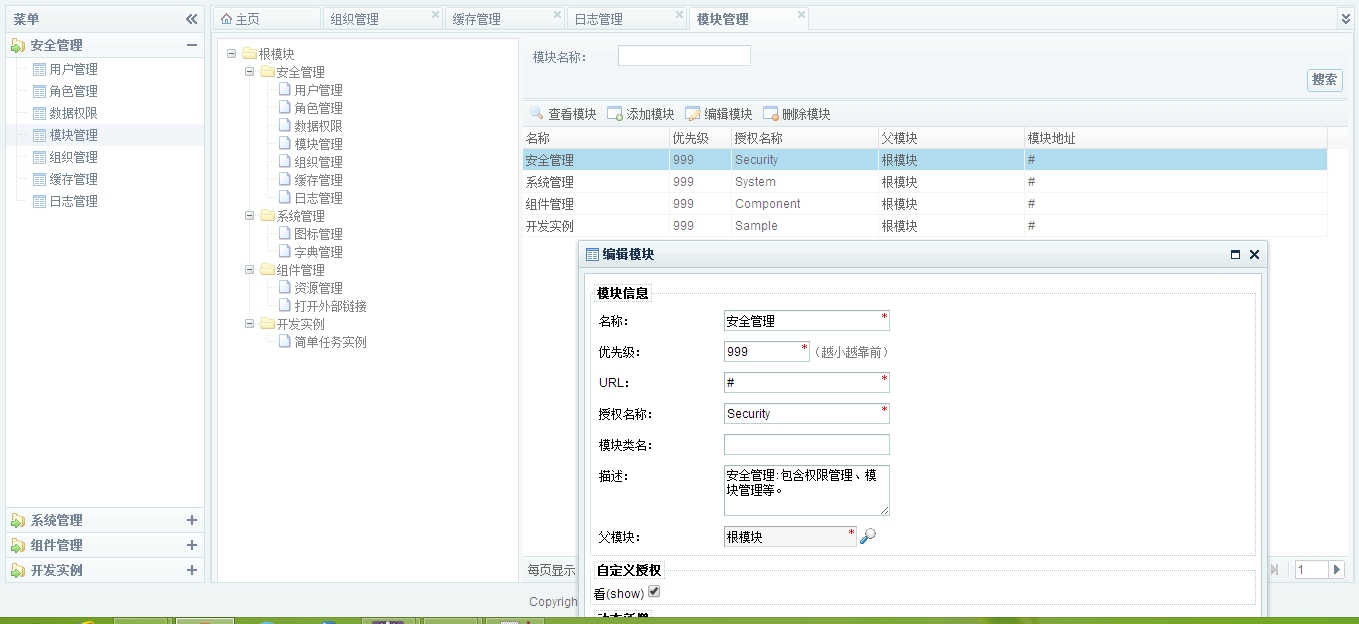 菜单
安全管理
用户管理
角色管理
数据权限
模块管理
组织管理
缓存管理
日志管理
系统管理
组件管理
开发实例
主页
组织管理
缓存管理
日志管理
模块管理
根模块
安全管理
用户管理
角色管理
数据权限
模块管理
组织管理
缓存管理
日志管理
系统管理
图标管理
字典管理
组件管理
资源管理
打开外部链接
开发实例
简单任务实例
模块名称:
搜索
查看模块 添加模块 编辑模块 删除模块
名称 优先级 授权名称 父模块 模块地址
安全管理 999 Security 根模块 #
系统管理 999 System 根模块 #
组件管理 999 Component 根模块 #
开发实例 999 Sample 根模块 #
编辑模块
模块信息
名称: 安全管理 *
优先级: 999 * (越小越靠前)
URL: # *
授权名称: Security *
模块类名:
描述: 安全管理:包含权限管理、模
块管理等。
父模块: 根模块 *
自定义授权
看(show)
每页显示
1
Copyrigh